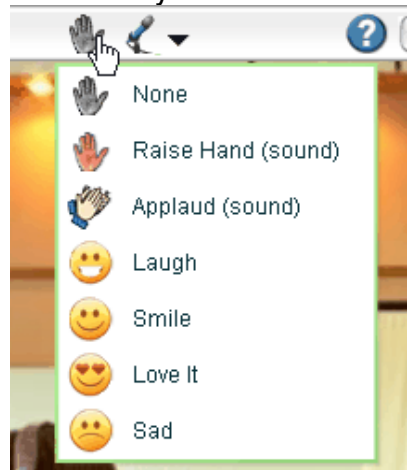 None
Raise Hand (sound)
Applaud (sound)
Laugh
Smile
Love It
Sad